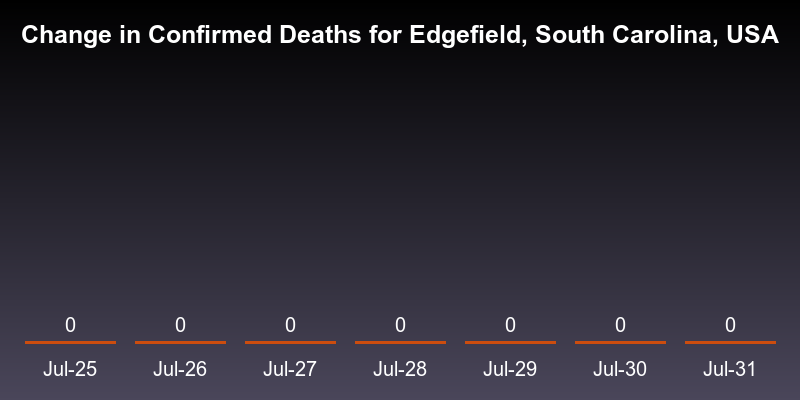 Change in Confirmed Deaths for Edgefield, South Carolina, USA
0 0 0 0 0 0 0
Jul-25 Jul-26 Jul-27 Jul-28 Jul-29 Jul-30 Jul-31